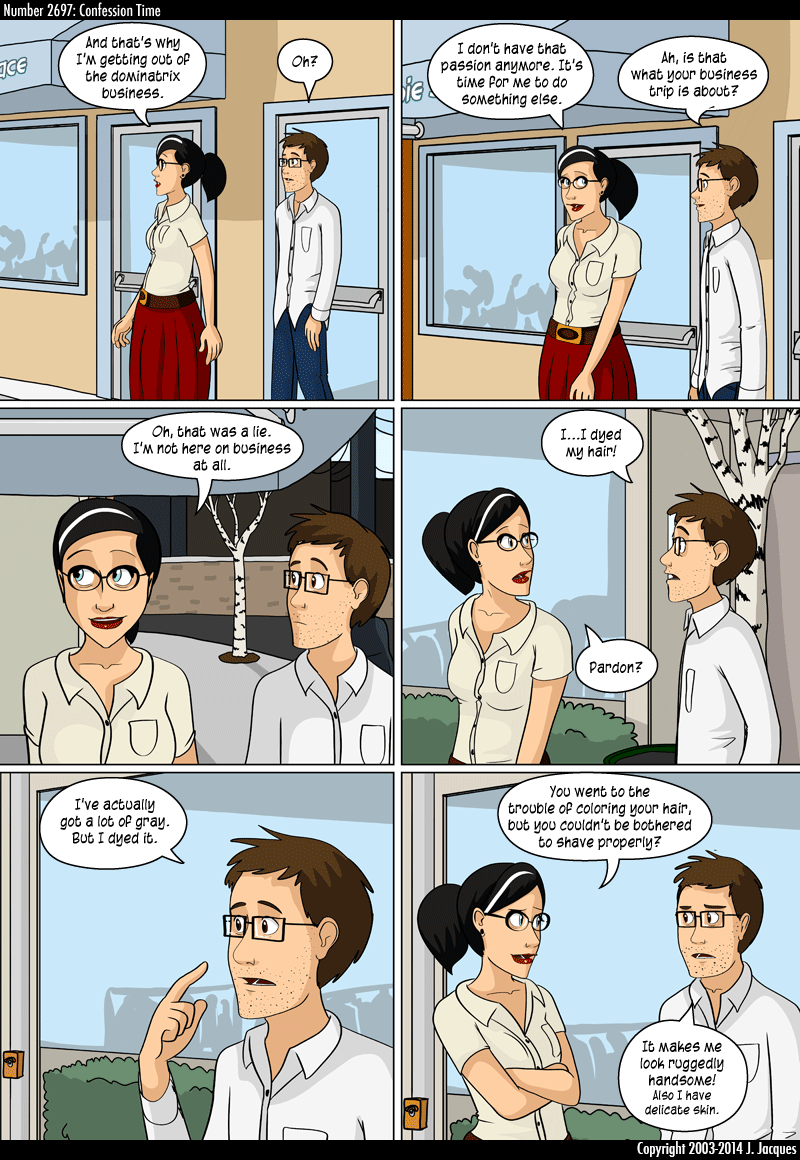 Number 2697: Confession Time
And that's why
I'm getting out of
the dominatrix
business.
Oh?
ace
I don't have that
passion anymore. It's
time for me to do
something else.
Ah, is that
what your business
trip is about?
Oh, that was a lie.
I'm not here on business
at all.
I...I dyed
my hair!
Pardon?
I've actually
got a lot of gray.
But I dyed it.
You went to the
trouble of coloring your hair,
but you couldn't be bothered
to shave properly?
It makes me
look ruggedly
handsome!
Also I have
delicate skin.
Copyright 2003-2014 J. Jacques